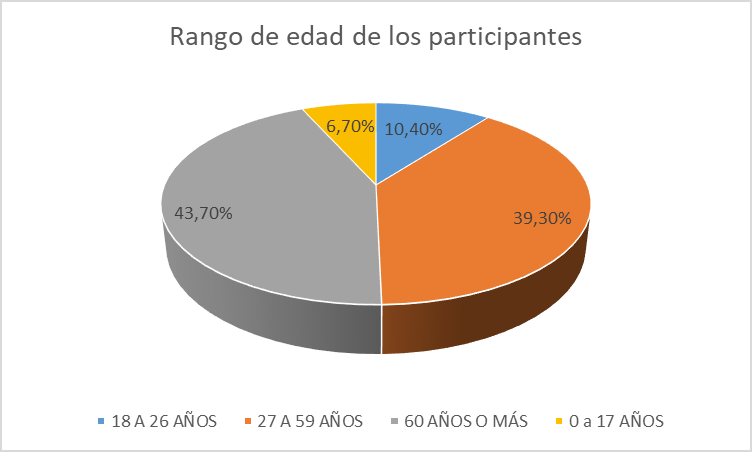 Rango de edad de los participantes
6,70%
10,40%
43,70%
39,30%
18 A 26 AÑOS
27 A 59 AÑOS
60 AÑOS O MÁS
0 a 17 AÑOS